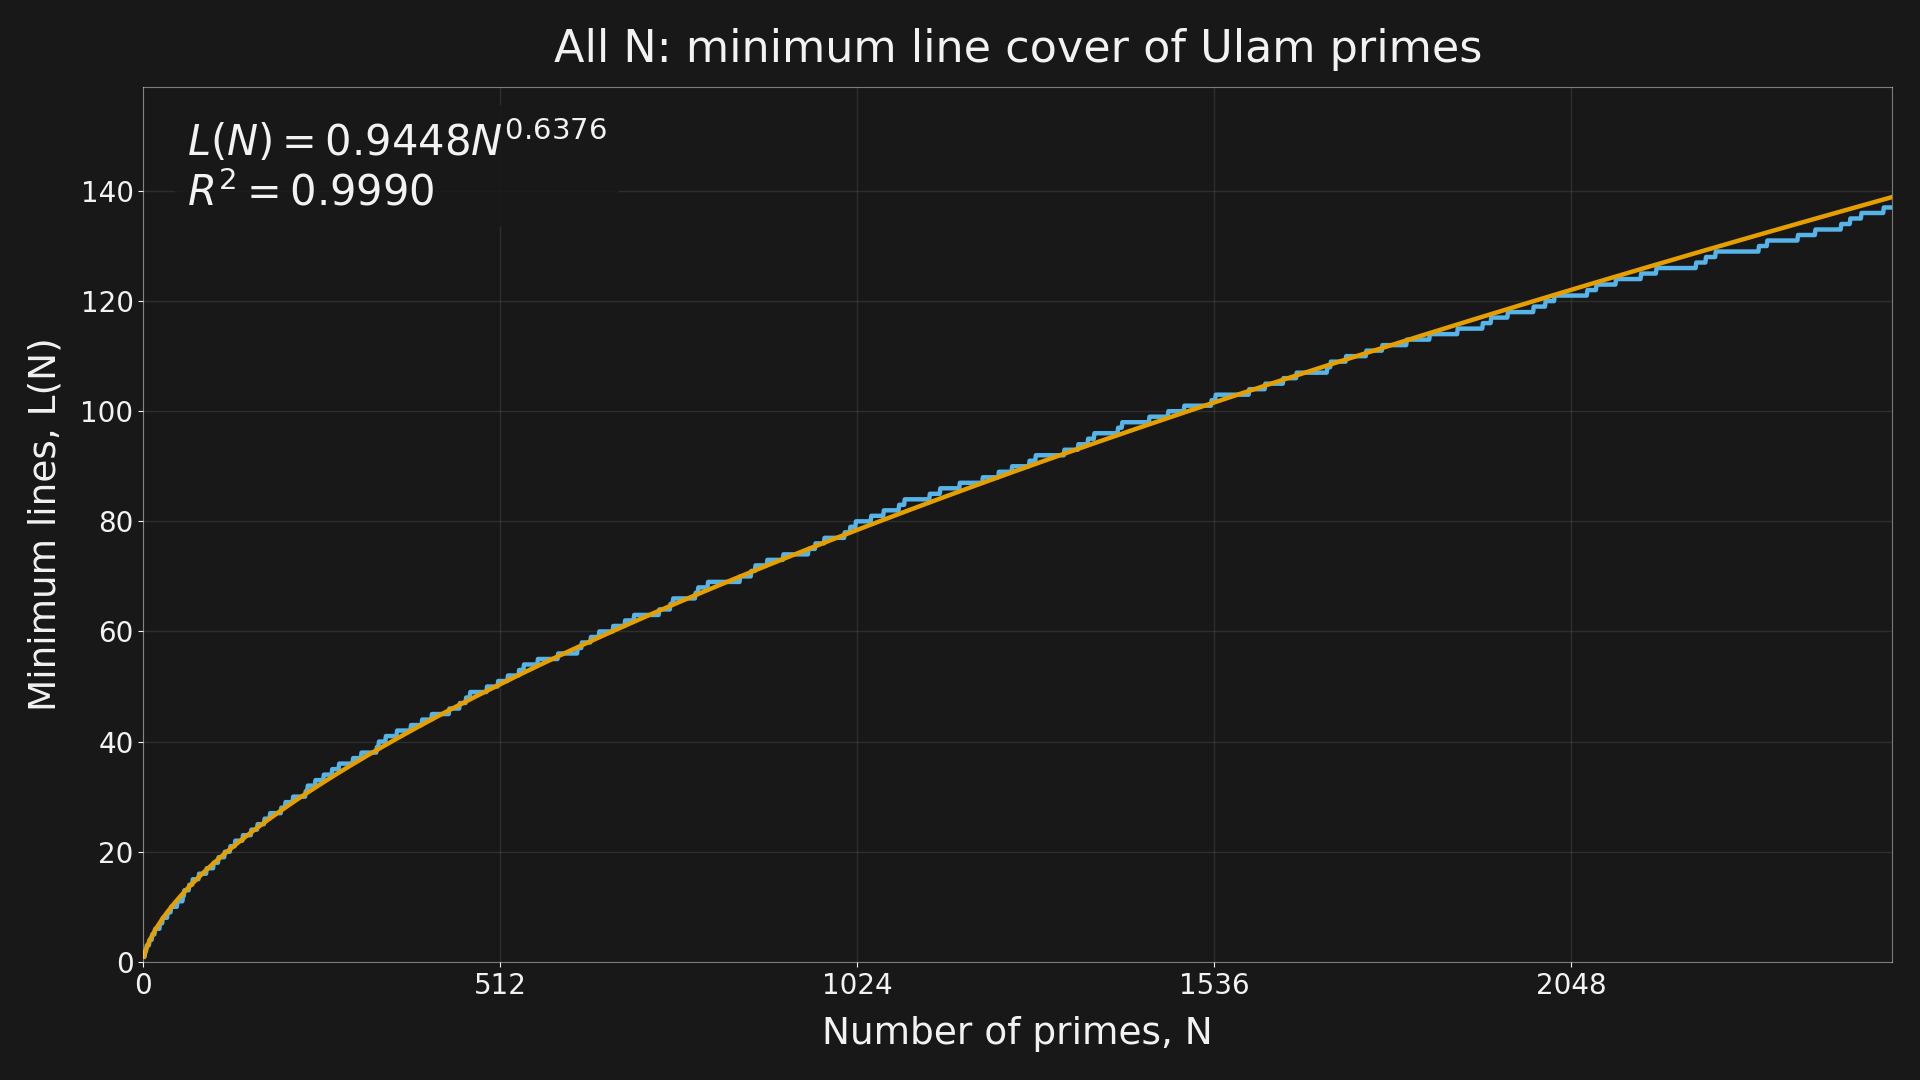 All N: minimum line cover of Ulam primes
L(N) = 0.9448N^0.6376
R² = 0.9990
Minimum lines, L(N)
140
120
100
80
60
40
20
0
0 512 1024 1536 2048
Number of primes, N